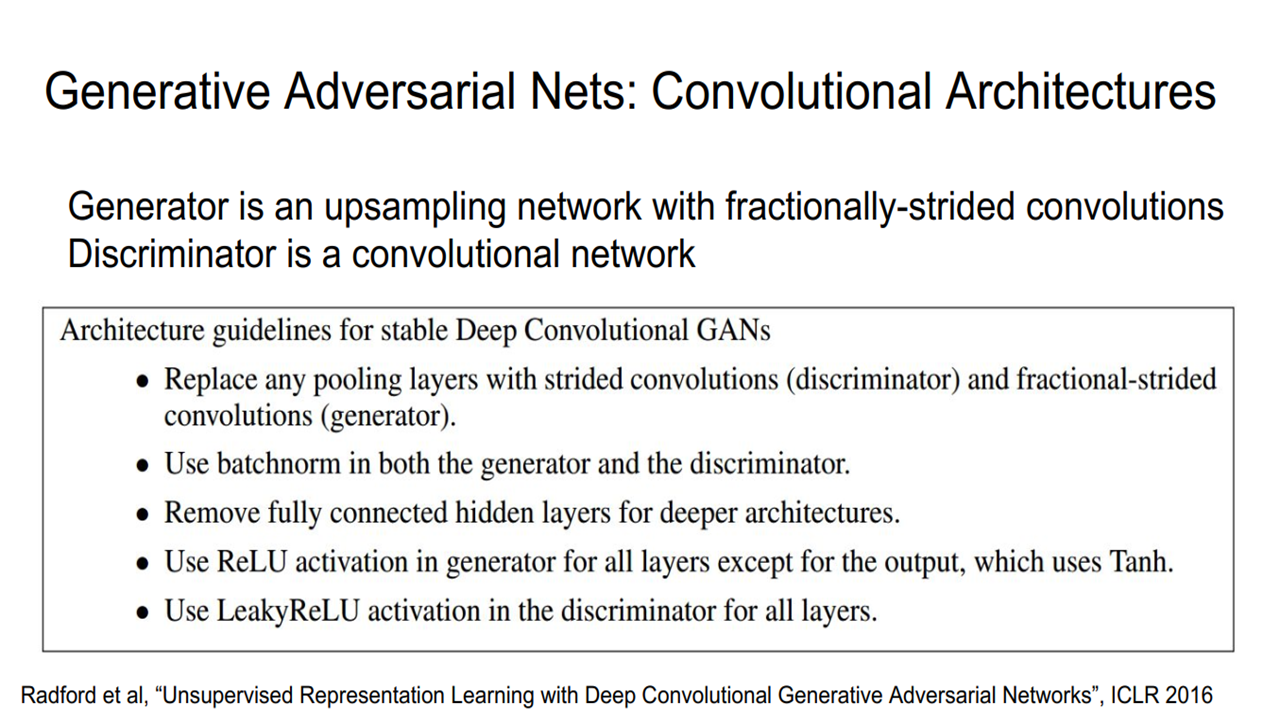 Generative Adversarial Nets: Convolutional Architectures
Generator is an upsampling network with fractionally-strided convolutions
Discriminator is a convolutional network
Architecture guidelines for stable Deep Convolutional GANs
● Replace any pooling layers with strided convolutions (discriminator) and fractional-strided
convolutions (generator).
● Use batchnorm in both the generator and the discriminator.
● Remove fully connected hidden layers for deeper architectures.
● Use ReLU activation in generator for all layers except for the output, which uses Tanh.
● Use LeakyReLU activation in the discriminator for all layers.
Radford et al, “Unsupervised Representation Learning with Deep Convolutional Generative Adversarial Networks”, ICLR 2016